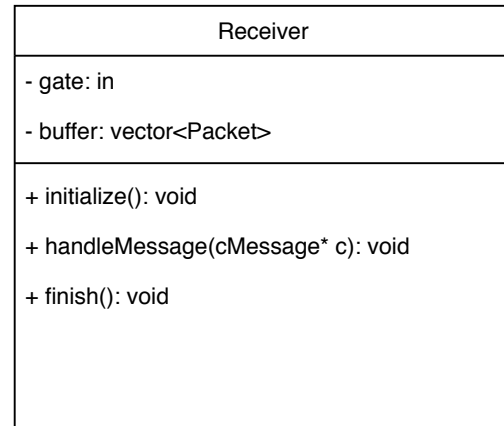 Receiver
- gate: in
- buffer: vector<Packet>
+ initialize(): void
+ handleMessage(cMessage* c): void
+ finish(): void